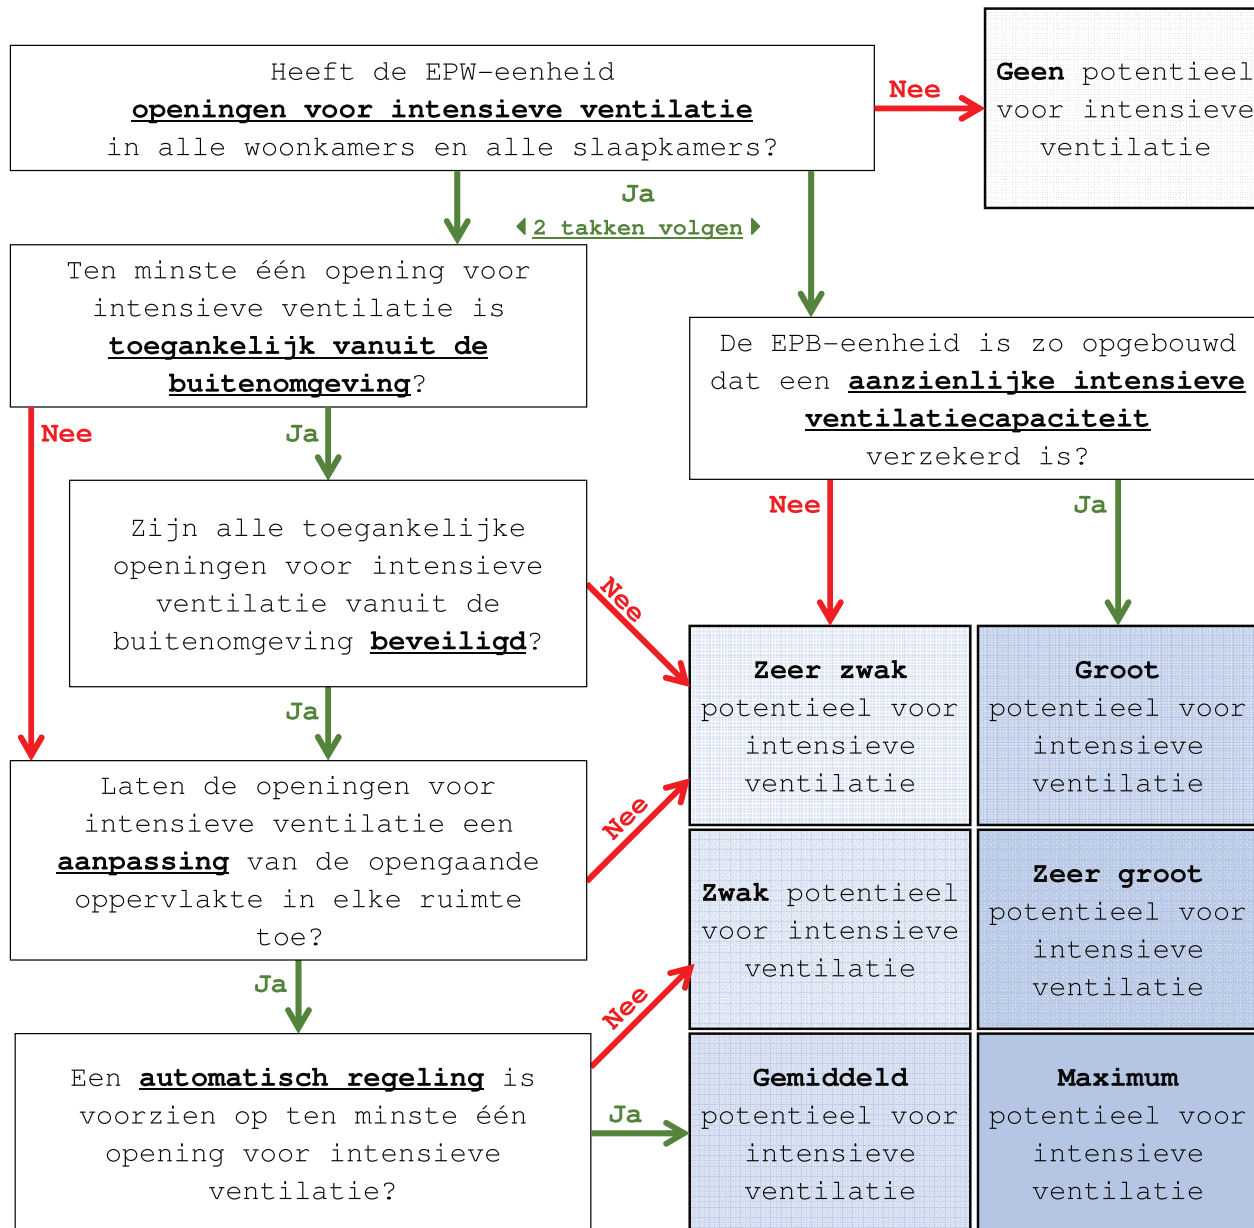 Heeft de EPW-eenheid
openingen voor intensieve ventilatie
in alle woonkamers en alle slaapkamers?
Nee
Geen potentieel
voor intensieve
ventilatie
Ja
2 takken volgen
Ten minste één opening voor
intensieve ventilatie is
toegankelijk vanuit de
buitenomgeving?
De EPB-eenheid is zo opgebouwd
dat een aanzienlijke intensieve
ventilatiecapaciteit
verzekerd is?
Nee
Ja
Nee
Ja
Zijn alle toegankelijke
openingen voor intensieve
ventilatie vanuit de
buitenomgeving beveiligd?
Nee
Ja
Zeer zwak
potentieel voor
intensieve
ventilatie
Groot
potentieel voor
intensieve
ventilatie
Laten de openingen voor
intensieve ventilatie een
aanpassing van de opengaande
oppervlakte in elke ruimte
toe?
Nee
Ja
Zwak potentieel
voor intensieve
ventilatie
Zeer groot
potentieel voor
intensieve
ventilatie
Een automatisch regeling is
voorzien op ten minste één
opening voor intensieve
ventilatie?
Nee
Ja
Gemiddeld
potentieel voor
intensieve
ventilatie
Maximum
potentieel voor
intensieve
ventilatie